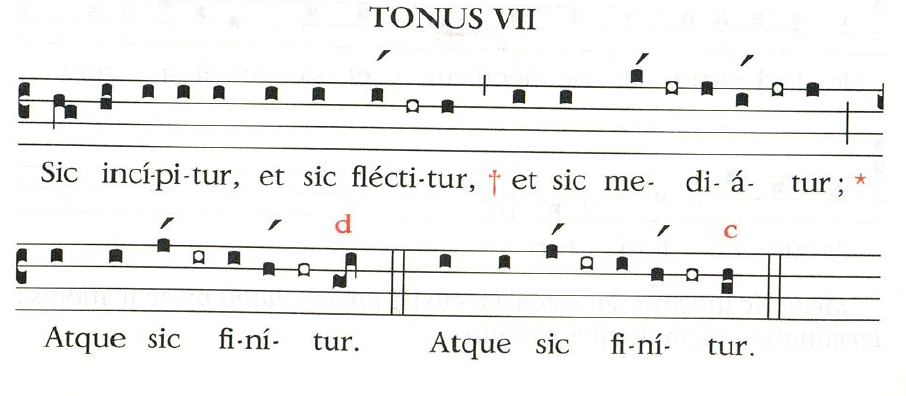 TONUS VII
Sic incí-pi-tur, et sic flécti-tur, † et sic me- di- á- tur ; *
d c
Atque sic fi-ní- tur. Atque sic fi-ní- tur.